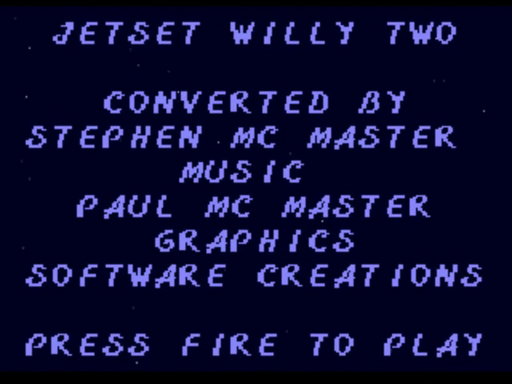 JETSET WILLY TWO
CONVERTED BY
STEPHEN MC MASTER
MUSIC
PAUL MC MASTER
GRAPHICS
SOFTWARE CREATIONS
PRESS FIRE TO PLAY